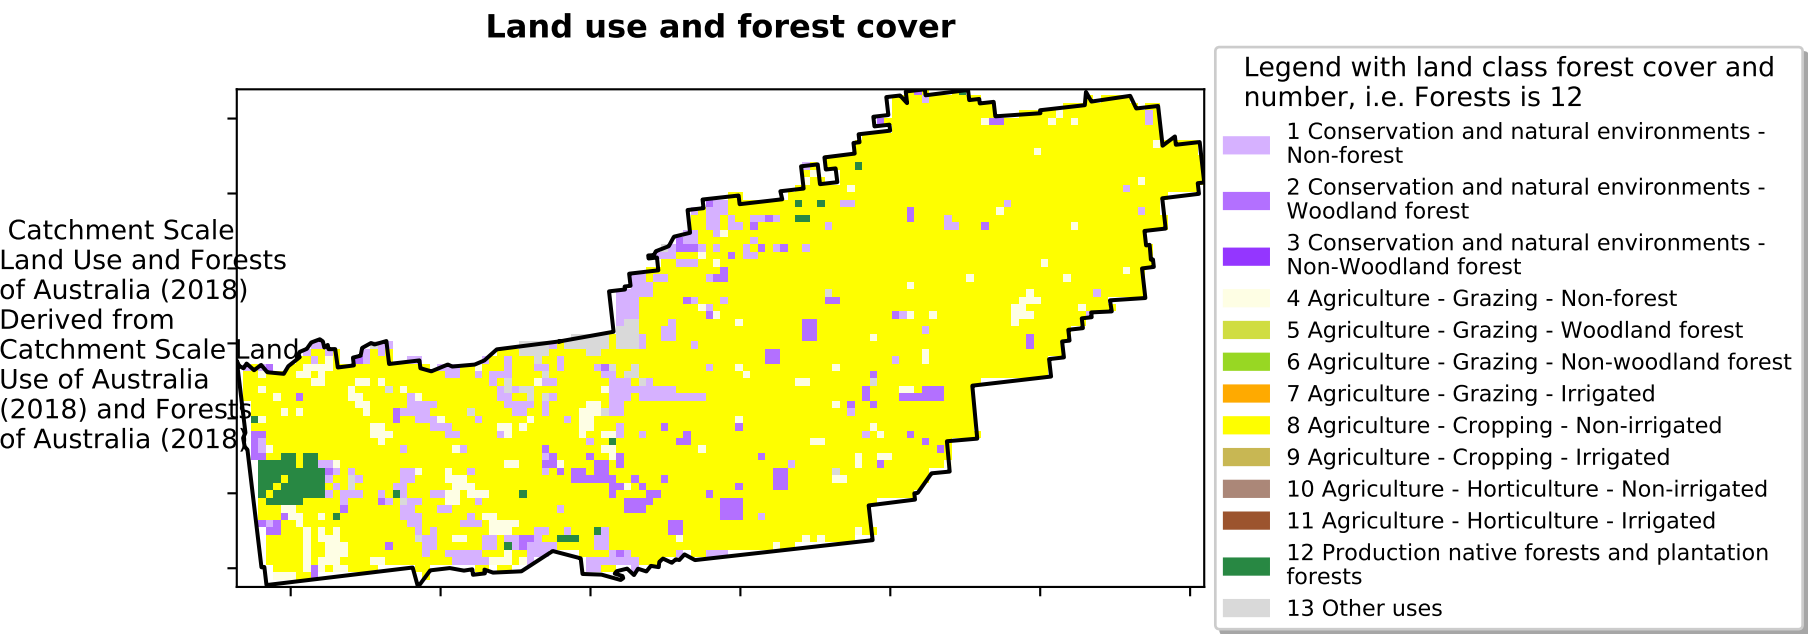 Land use and forest cover
Catchment Scale
Land Use and Forests
of Australia (2018)
Derived from
Catchment Scale Land
Use of Australia
(2018) and Forests
of Australia (2018)
Legend with land class forest cover and
number, i.e. Forests is 12
1 Conservation and natural environments -
Non-forest
2 Conservation and natural environments -
Woodland forest
3 Conservation and natural environments -
Non-Woodland forest
4 Agriculture - Grazing - Non-forest
5 Agriculture - Grazing - Woodland forest
6 Agriculture - Grazing - Non-woodland forest
7 Agriculture - Grazing - Irrigated
8 Agriculture - Cropping - Non-irrigated
9 Agriculture - Cropping - Irrigated
10 Agriculture - Horticulture - Non-irrigated
11 Agriculture - Horticulture - Irrigated
12 Production native forests and plantation
forests
13 Other uses